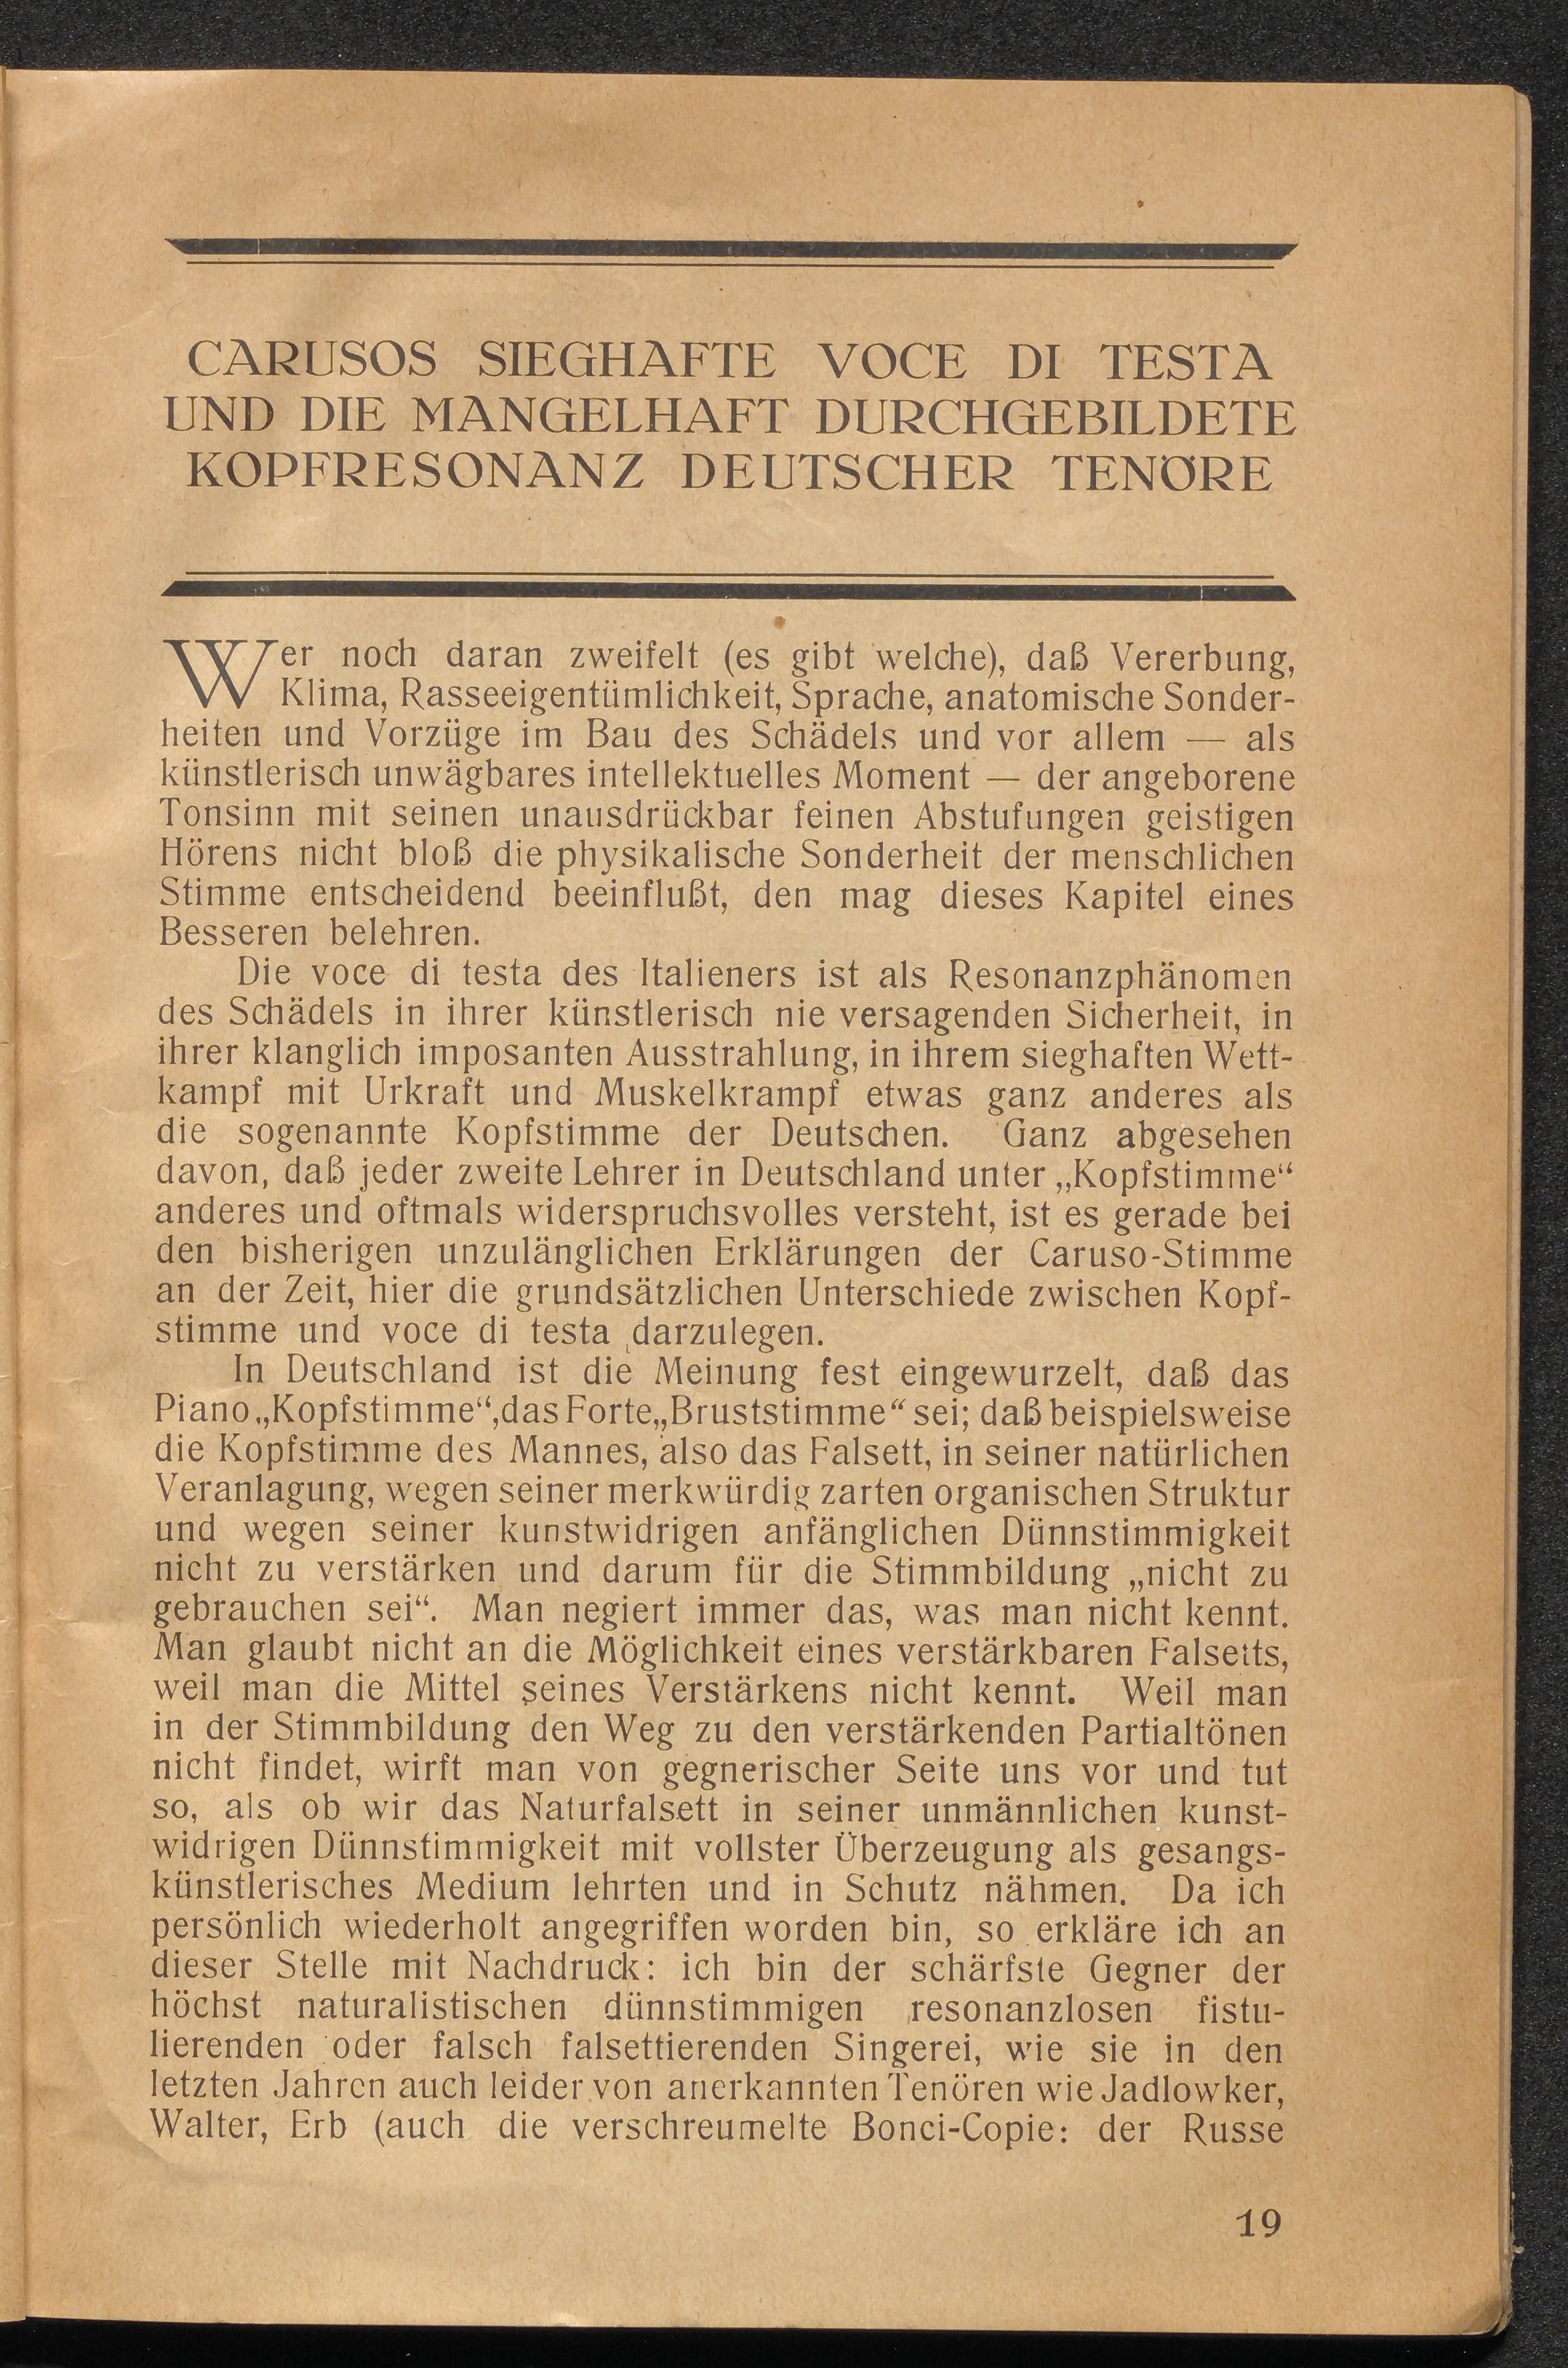 CARUSOS SIEGHAFTE VOCE DI TESTA
UND DIE MANGELHAFT DURCHGEBILDETE
KOPFRESONANZ DEUTSCHER TENÖRE
Wer noch daran zweifelt (es gibt welche), daß Vererbung,
Klima, Rasseeigentümlichkeit, Sprache, anatomische Sonder-
heiten und Vorzüge im Bau des Schädels und vor allem — als
künstlerisch unwägbares intellektuelles Moment — der angeborene
Tonsinn mit seinen unausdrückbar feinen Abstufungen geistigen
Hörens nicht bloß die physikalische Sonderheit der menschlichen
Stimme entscheidend beeinflußt, den mag dieses Kapitel eines
Besseren belehren.
Die voce di testa des Italieners ist als Resonanzphänomen
des Schädels in ihrer künstlerisch nie versagenden Sicherheit, in
ihrer klanglich imposanten Ausstrahlung, in ihrem sieghaften Wett-
kampf mit Urkraft und Muskelkrampf etwas ganz anderes als
die sogenannte Kopfstimme der Deutschen. Ganz abgesehen
davon, daß jeder zweite Lehrer in Deutschland unter „Kopfstimme“
anderes und oftmals widerspruchsvolles versteht, ist es gerade bei
den bisherigen unzulänglichen Erklärungen der Caruso-Stimme
an der Zeit, hier die grundsätzlichen Unterschiede zwischen Kopf-
stimme und voce di testa darzulegen.
In Deutschland ist die Meinung fest eingewurzelt, daß das
Piano „Kopfstimme“, das Forte „Bruststimme“ sei; daß beispielsweise
die Kopfstimme des Mannes, also das Falsett, in seiner natürlichen
Veranlagung, wegen seiner merkwürdig zarten organischen Struktur
und wegen seiner kunstwidrigen anfänglichen Dünnstimmigkeit
nicht zu verstärken und darum für die Stimmbildung „nicht zu
gebrauchen sei“. Man negiert immer das, was man nicht kennt.
Man glaubt nicht an die Möglichkeit eines verstärkbaren Falsetts,
weil man die Mittel seines Verstärkens nicht kennt. Weil man
in der Stimmbildung den Weg zu den verstärkenden Partialtönen
nicht findet, wirft man von gegnerischer Seite uns vor und tut
so, als ob wir das Naturfalsett in seiner unmännlichen kunst-
widrigen Dünnstimmigkeit mit vollster Überzeugung als gesangs-
künstlerisches Medium lehrten und in Schutz nähmen. Da ich
persönlich wiederholt angegriffen worden bin, so erkläre ich an
dieser Stelle mit Nachdruck: ich bin der schärfste Gegner der
höchst naturalistischen dünnstimmigen resonanzlosen fistu-
lierenden oder falsch falsettierenden Singerei, wie sie in den
letzten Jahren auch leider von anerkannten Tenören wie Jadlowker,
Walter, Erb (auch die verschreumelte Bonci-Copie: der Russe
19